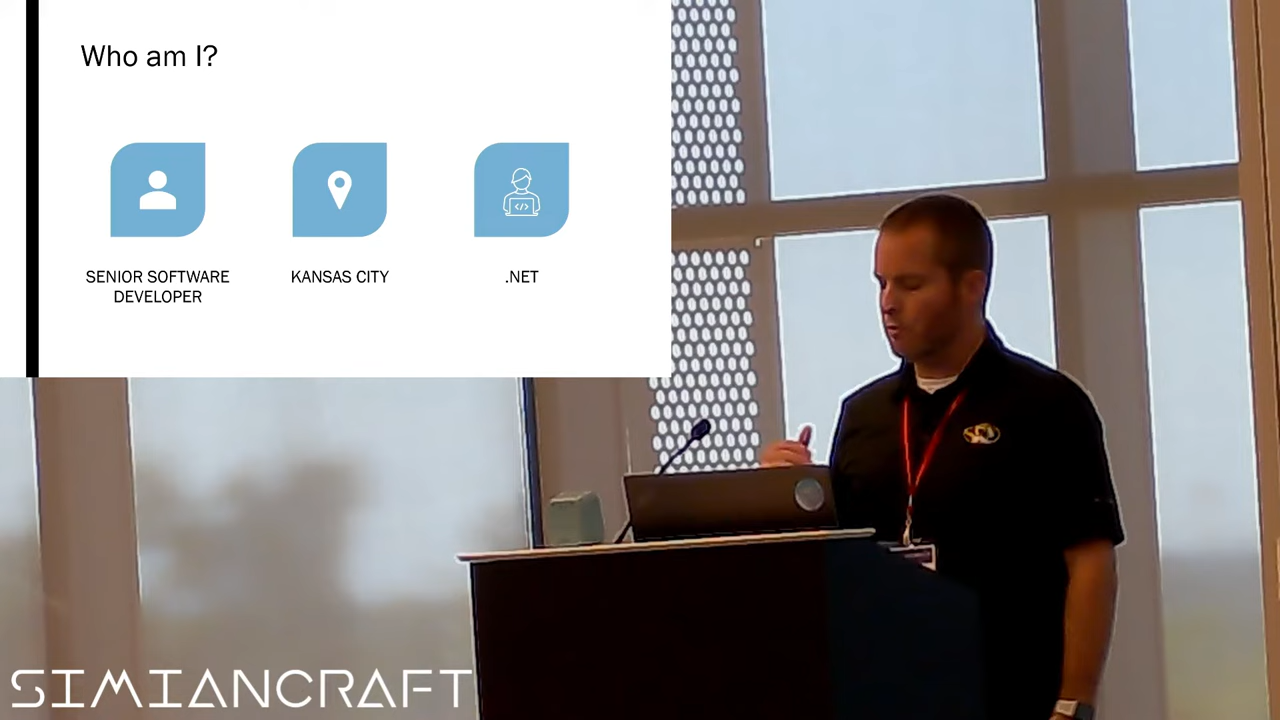 Who am I?
SENIOR SOFTWARE
DEVELOPER
KANSAS CITY
</>
.NET
SIMIANCRAFT